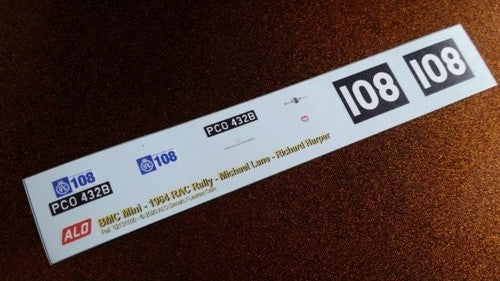 108
108
PCO 432B
108
108
PCO 432B
ALO
BMC Mini - 1964 RAC Rally - Michael Lane - Richard Harper